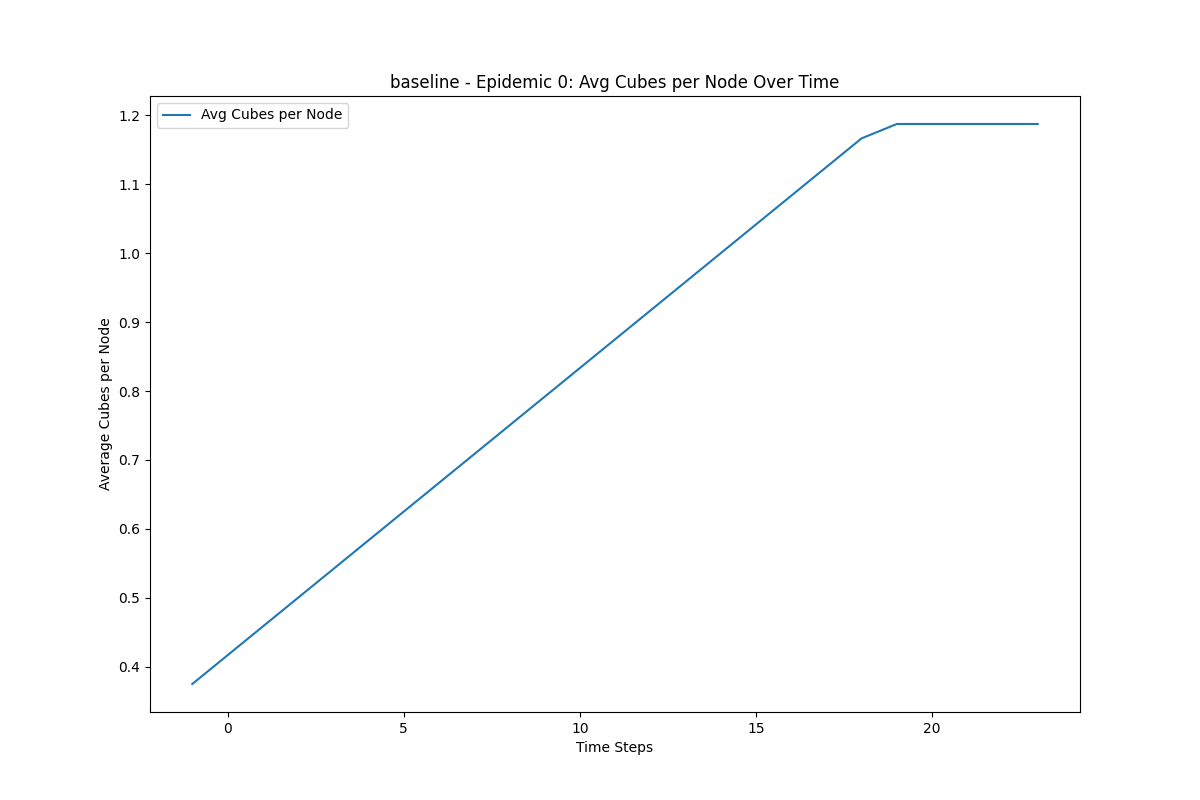 baseline - Epidemic 0: Avg Cubes per Node Over Time
Avg Cubes per Node
1.2
1.1
1.0
0.9
0.8
0.7
0.6
0.5
0.4
Average Cubes per Node
0 5 10 15 20
Time Steps